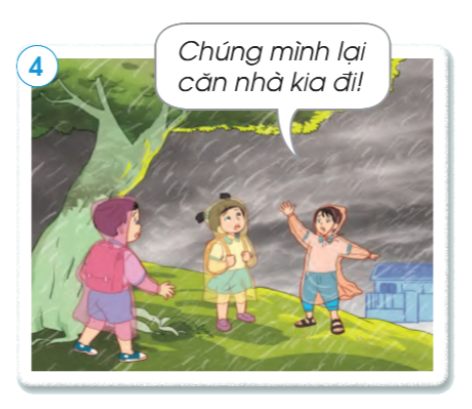 4
Chúng mình lại
căn nhà kia đi!